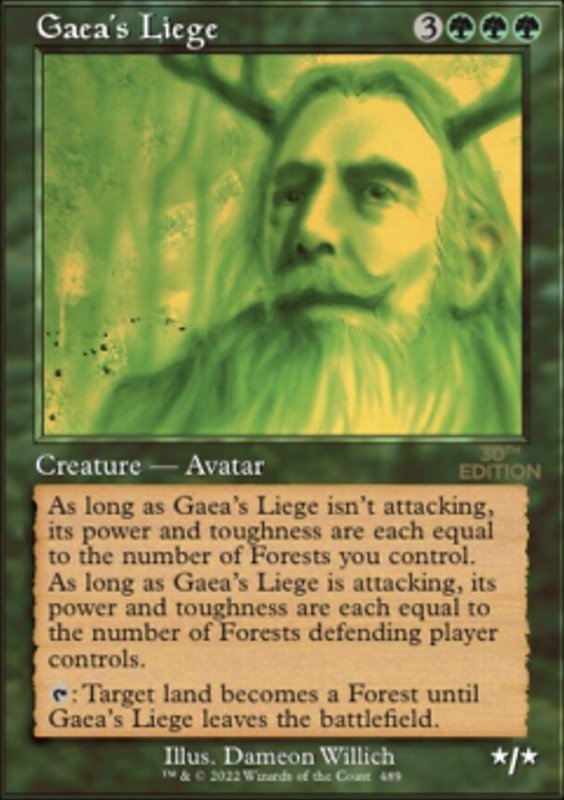 Gaea's Liege 3
Creature — Avatar
30TH
EDITION
As long as Gaea's Liege isn't attacking,
its power and toughness are each equal
to the number of Forests you control.
As long as Gaea's Liege is attacking, its
power and toughness are each equal to
the number of Forests defending player
controls.
: Target land becomes a Forest until
Gaea's Liege leaves the battlefield.
Illus. Dameon Willich
™ & © 2022 Wizards of the Coast 489
*/*